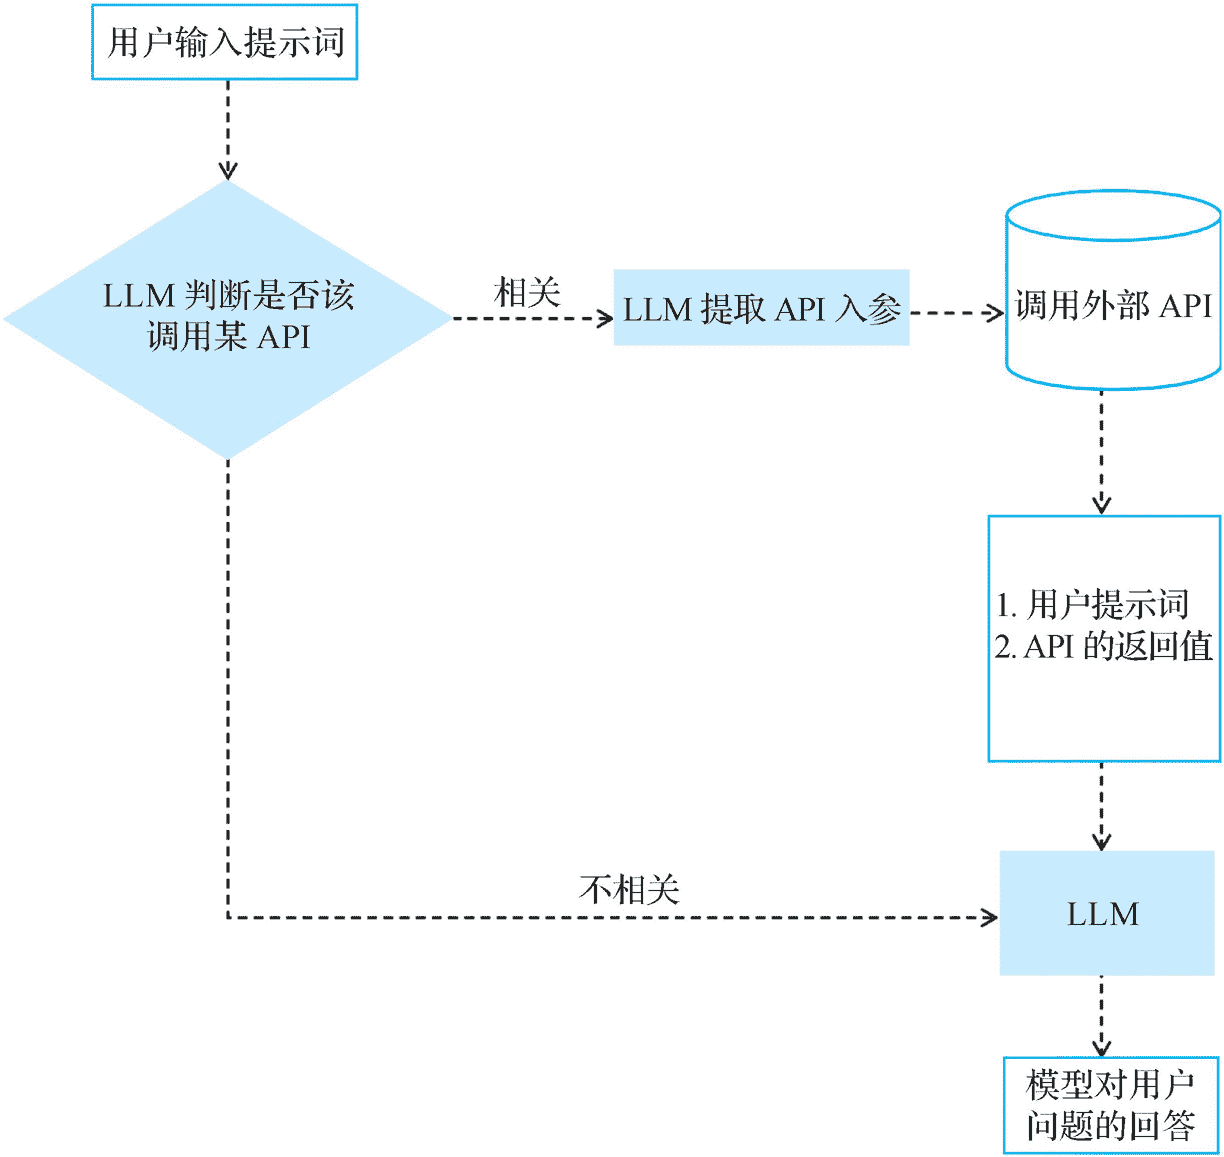 用户输入提示词
LLM 判断是否该
调用某 API
相关
LLM 提取 API 入参
调用外部 API
1. 用户提示词
2. API 的返回值
不相关
LLM
模型对用户
问题的回答